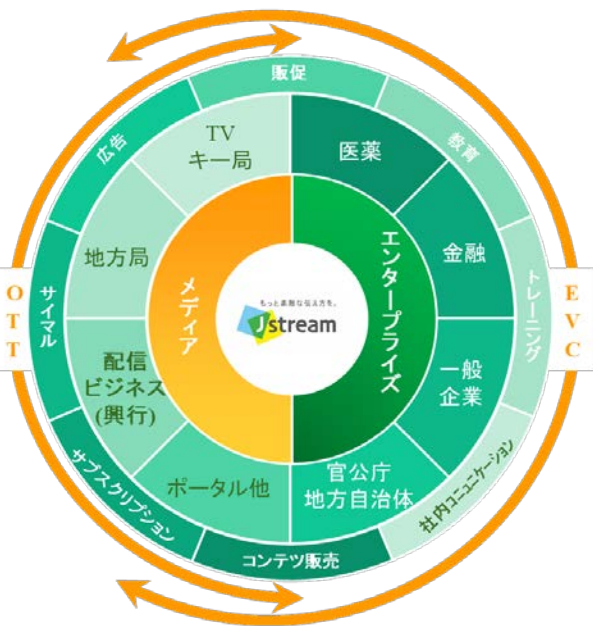 販促
教育
トレーニング
社内コミュニケーション
コンテツ販売
サブスクリプション
サイマル
広告
TV
キー局
医薬
金融
一般
企業
官公庁
地方自治体
ポータル他
配信
ビジネス
(興行)
地方局
メディア
エンタープライズ
もっと素敵な伝え方を。
Jstream
OTT
EVC